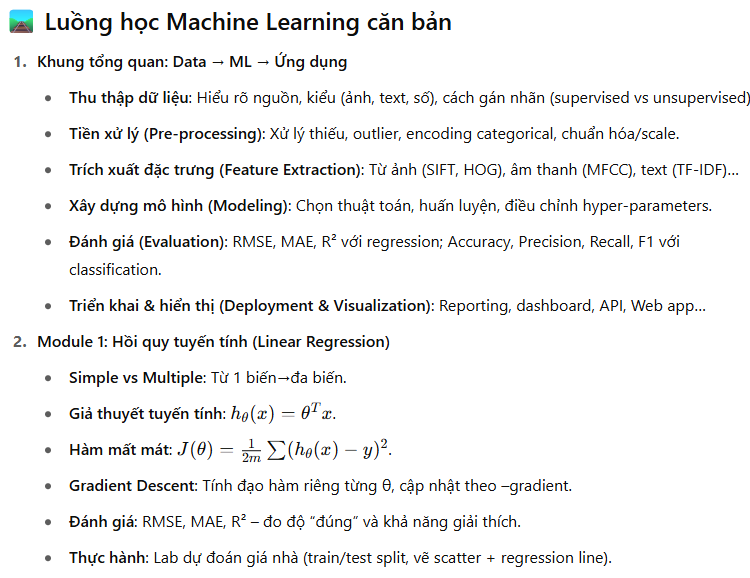 🛤️ Luồng học Machine Learning căn bản
1. Khung tổng quan: Data → ML → Ứng dụng
• Thu thập dữ liệu: Hiểu rõ nguồn, kiểu (ảnh, text, số), cách gán nhãn (supervised vs unsupervised)
• Tiền xử lý (Pre-processing): Xử lý thiếu, outlier, encoding categorical, chuẩn hóa/scale.
• Trích xuất đặc trưng (Feature Extraction): Từ ảnh (SIFT, HOG), âm thanh (MFCC), text (TF-IDF)…
• Xây dựng mô hình (Modeling): Chọn thuật toán, huấn luyện, điều chỉnh hyper-parameters.
• Đánh giá (Evaluation): RMSE, MAE, R² với regression; Accuracy, Precision, Recall, F1 với
classification.
• Triển khai & hiển thị (Deployment & Visualization): Reporting, dashboard, API, Web app…
2. Module 1: Hồi quy tuyến tính (Linear Regression)
• Simple vs Multiple: Từ 1 biến→đa biến.
• Giả thuyết tuyến tính: $h_\theta(x) = \theta^T x$.
• Hàm mất mát: $J(\theta) = \frac{1}{2m} \sum (h_\theta(x) - y)^2$.
• Gradient Descent: Tính đạo hàm riêng từng θ, cập nhật theo –gradient.
• Đánh giá: RMSE, MAE, R² – đo độ “đúng” và khả năng giải thích.
• Thực hành: Lab dự đoán giá nhà (train/test split, vẽ scatter + regression line).